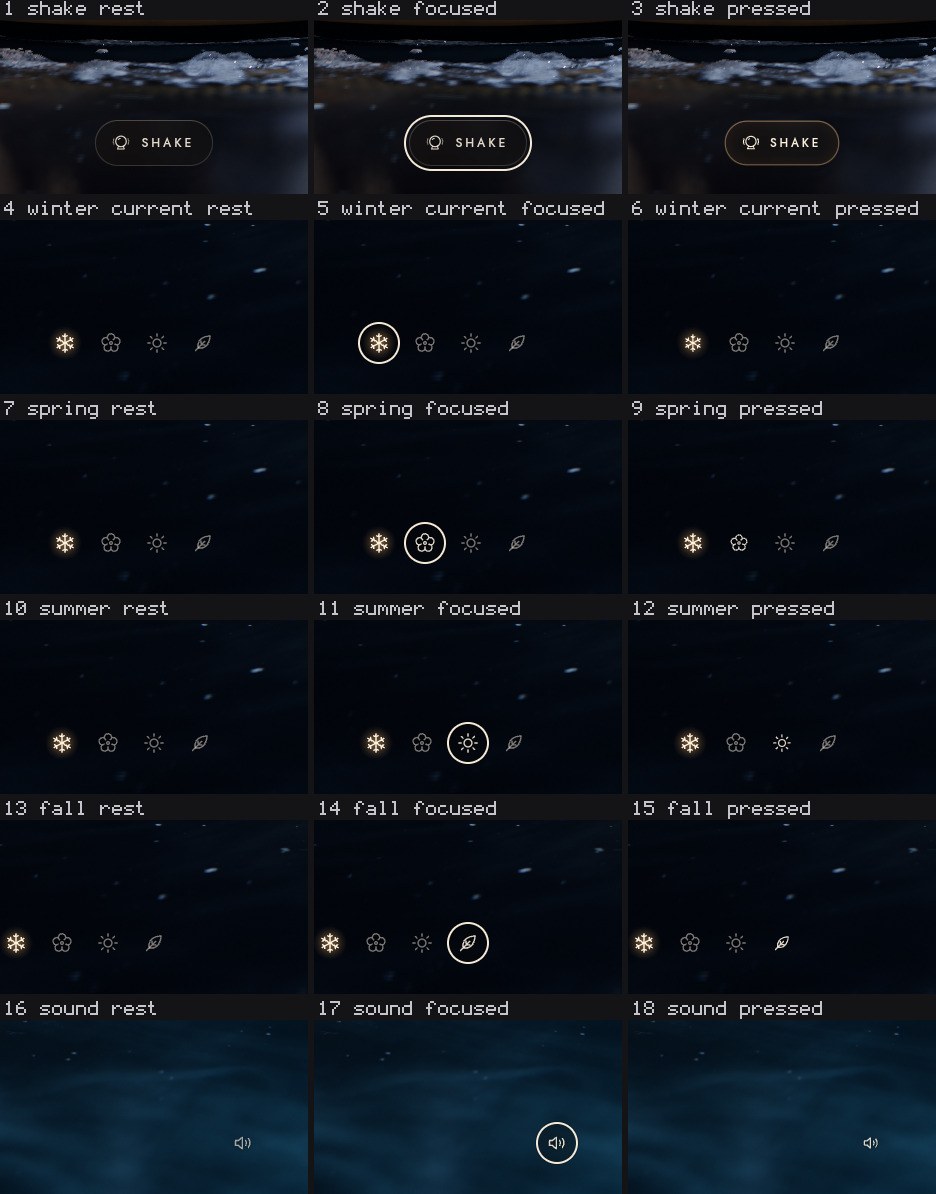 1 shake rest
2 shake focused
3 shake pressed
SHAKE
SHAKE
SHAKE
4 winter current rest
5 winter current focused
6 winter current pressed
7 spring rest
8 spring focused
9 spring pressed
10 summer rest
11 summer focused
12 summer pressed
13 fall rest
14 fall focused
15 fall pressed
16 sound rest
17 sound focused
18 sound pressed